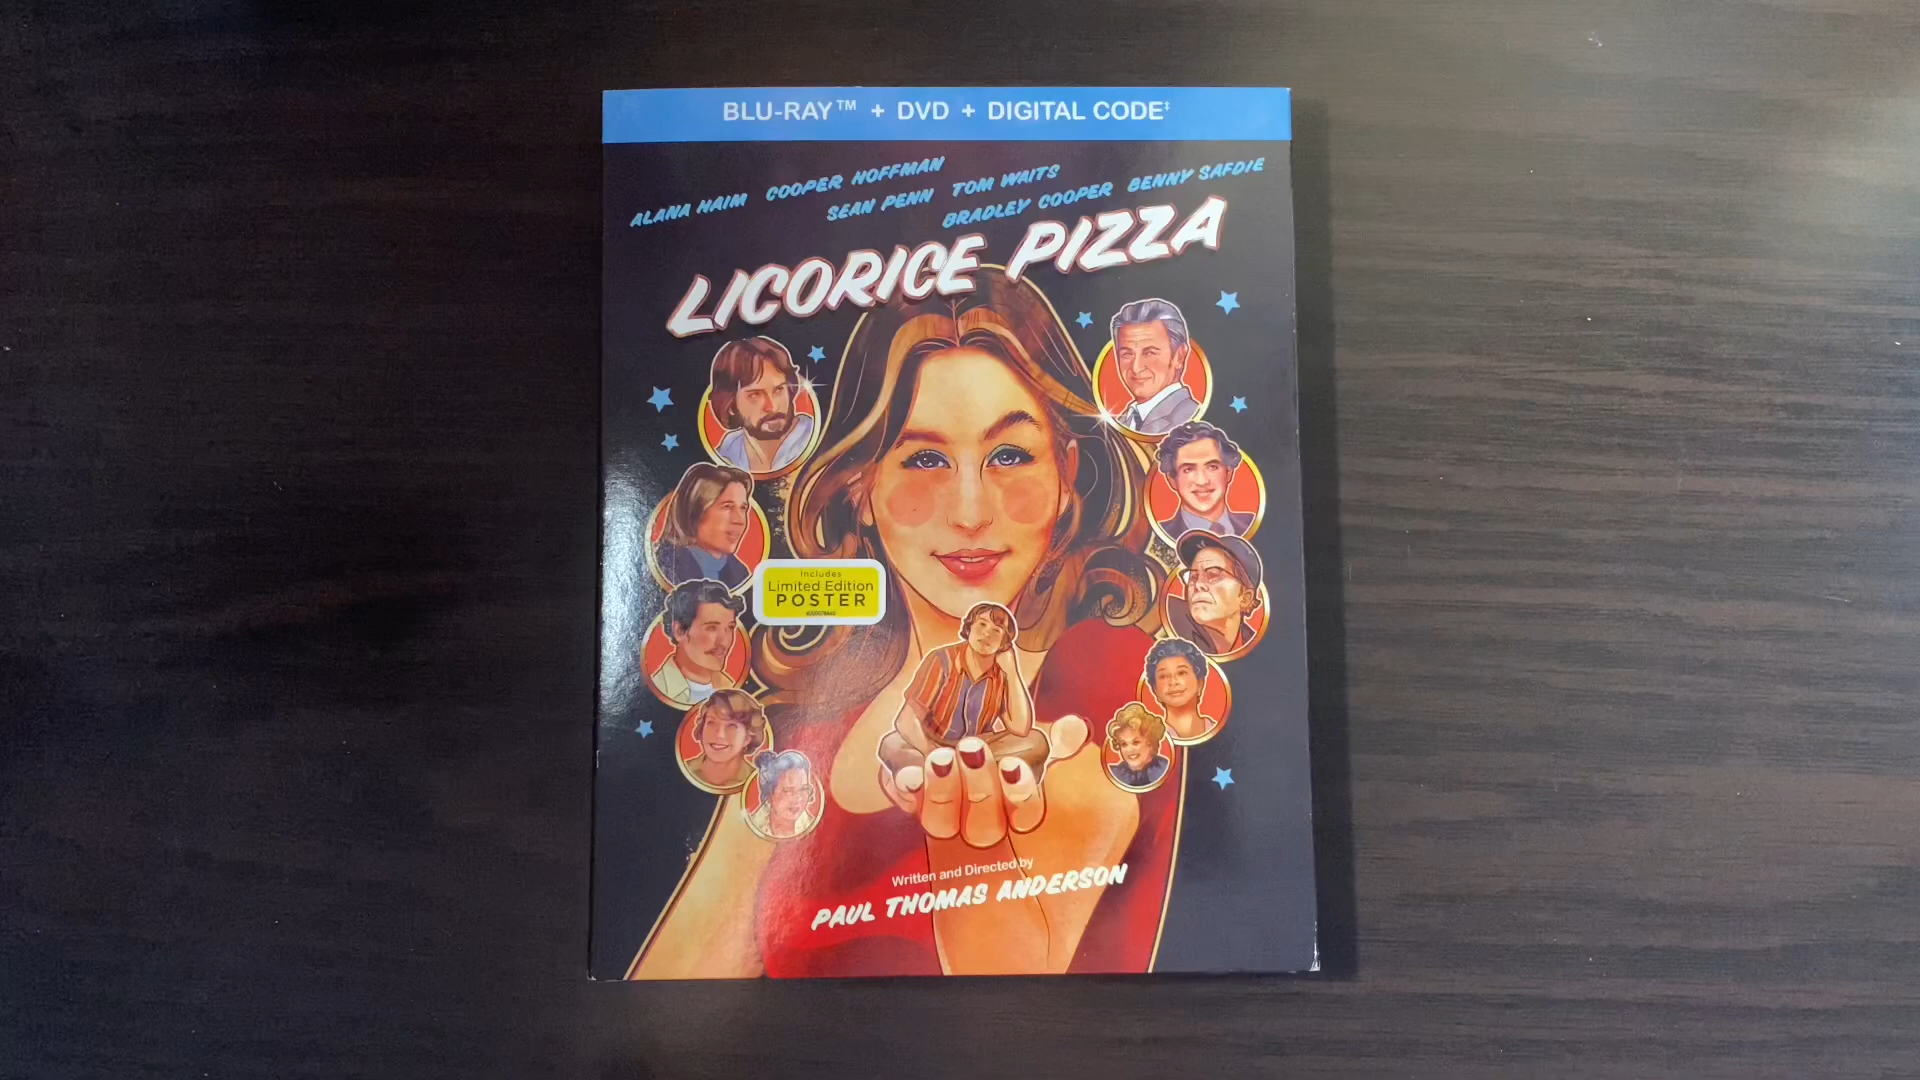 BLU-RAY™ + DVD + DIGITAL CODE‡
ALANA HAIM COOPER HOFFMAN
SEAN PENN TOM WAITS
BRADLEY COOPER BENNY SAFDIE
LICORICE PIZZA
Includes
Limited Edition
POSTER
Written and Directed by
PAUL THOMAS ANDERSON